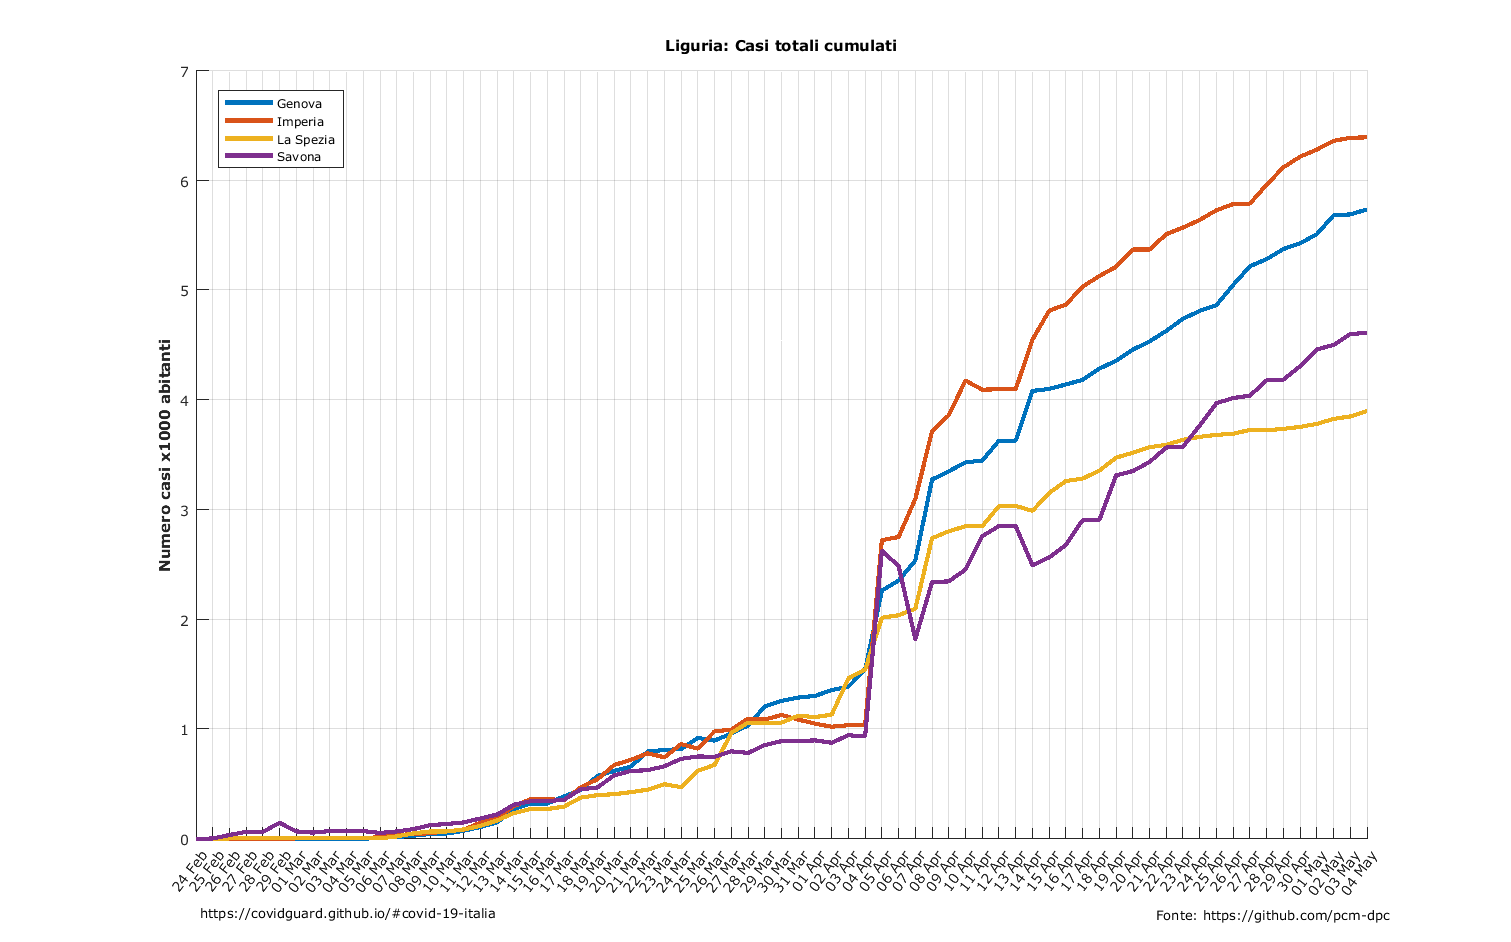 Liguria: Casi totali cumulati
7
6
5
4
3
2
1
0
Numero casi x1000 abitanti
Genova
Imperia
La Spezia
Savona
24 Feb
25 Feb
26 Feb
27 Feb
28 Feb
29 Feb
01 Mar
02 Mar
03 Mar
04 Mar
05 Mar
06 Mar
07 Mar
08 Mar
09 Mar
10 Mar
11 Mar
12 Mar
13 Mar
14 Mar
15 Mar
16 Mar
17 Mar
18 Mar
19 Mar
20 Mar
21 Mar
22 Mar
23 Mar
24 Mar
25 Mar
26 Mar
27 Mar
28 Mar
29 Mar
30 Mar
31 Mar
01 Apr
02 Apr
03 Apr
04 Apr
05 Apr
06 Apr
07 Apr
08 Apr
09 Apr
10 Apr
11 Apr
12 Apr
13 Apr
14 Apr
15 Apr
16 Apr
17 Apr
18 Apr
19 Apr
20 Apr
21 Apr
22 Apr
23 Apr
24 Apr
25 Apr
26 Apr
27 Apr
28 Apr
29 Apr
30 Apr
01 May
02 May
03 May
04 May
https://covidguard.github.io/#covid-19-italia
Fonte: https://github.com/pcm-dpc